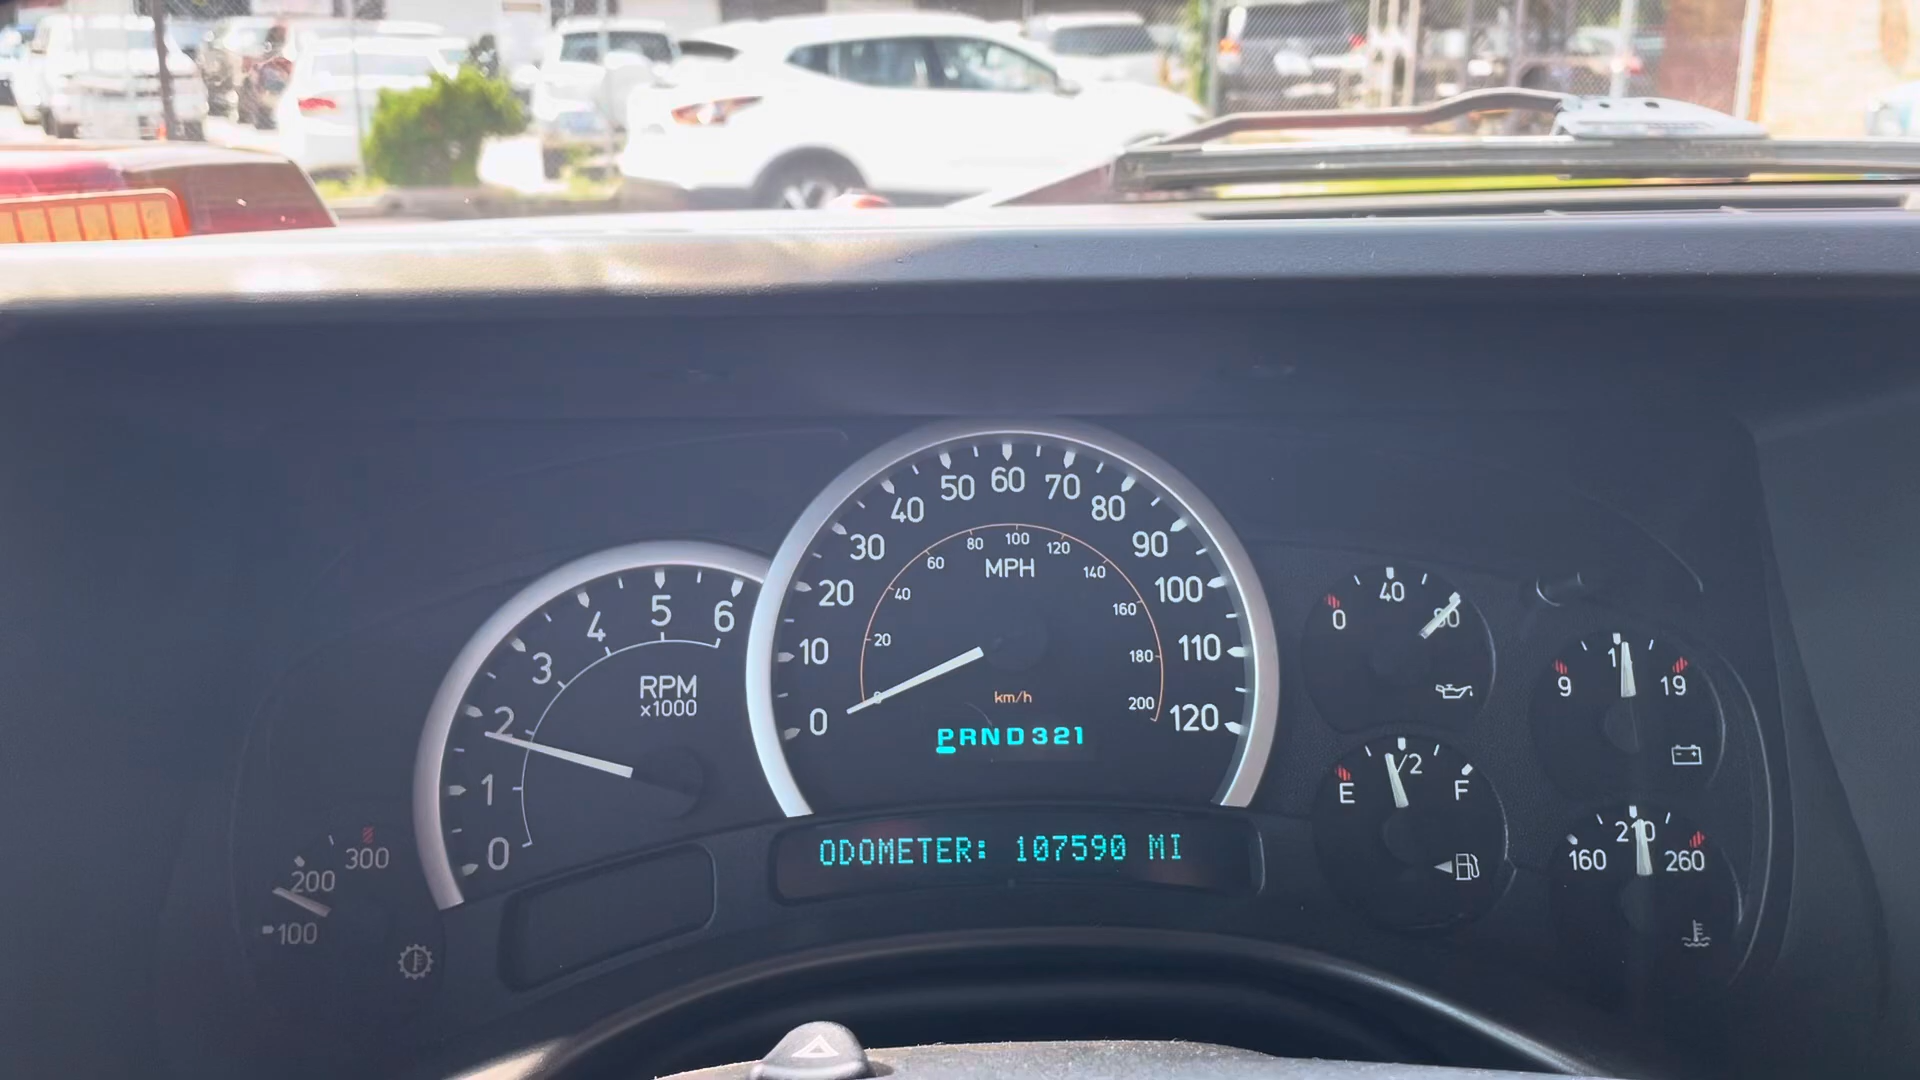 50 60 70
40 80
30 90
20 100
10 110
0 120
80 100 120
60 140
40 160
20 180
0 200
MPH
km/h
PRND321
ODOMETER: 107590 MI
4 5 6
3
2
1
0
RPM
x1000
300
200
100
0 40 80
9 19
E 1/2 F
160 210 260